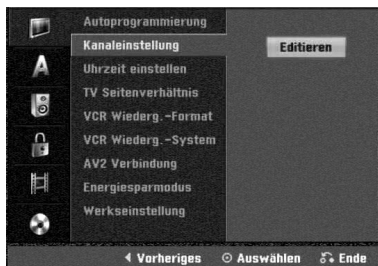 Autoprogrammierung
Kanaleinstellung
Editieren
Uhrzeit einstellen
TV Seitenverhältnis
A
VCR Wiederg.-Format
VCR Wiederg.-System
AV2 Verbindung
Energiesparmodus
Werkseinstellung
Vorheriges Auswählen Ende